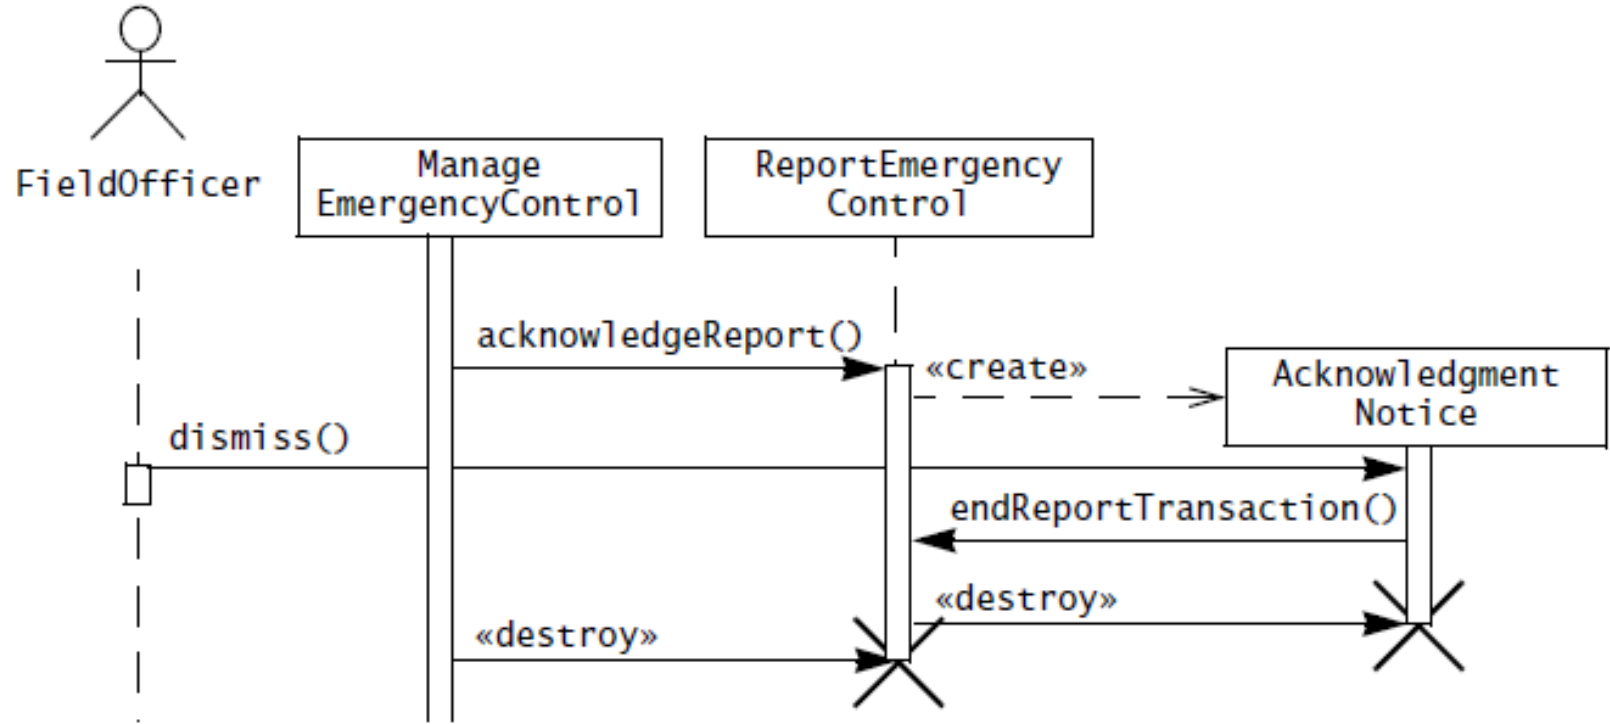 FieldOfficer
Manage
EmergencyControl
ReportEmergency
Control
acknowledgeReport()
«create»
Acknowledgment
Notice
dismiss()
endReportTransaction()
«destroy»
«destroy»